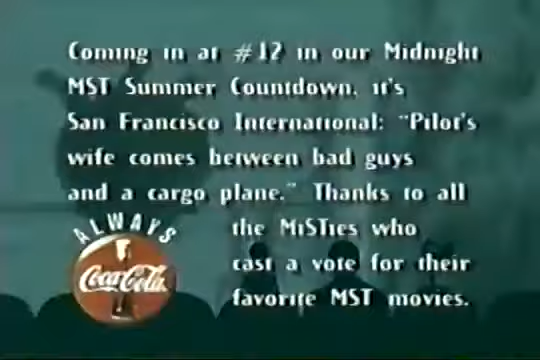 Coming in at #12 in our Midnight
MST Summer Countdown, it's
San Francisco International: "Pilot's
wife comes between bad guys
and a cargo plane." Thanks to all
the MiSTies who
cast a vote for their
favorite MST movies.
ALWAYS
Coca-Cola